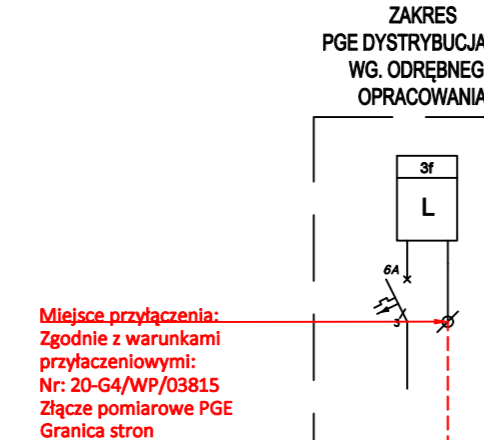 ZAKRES
PGE DYSTRYBUCJA
WG. ODRĘBNEG
OPRACOWANIA
3f
L
6A
3
Miejsce przyłączenia:
Zgodnie z warunkami
przyłaczeniowymi:
Nr: 20-G4/WP/03815
Złącze pomiarowe PGE
Granica stron